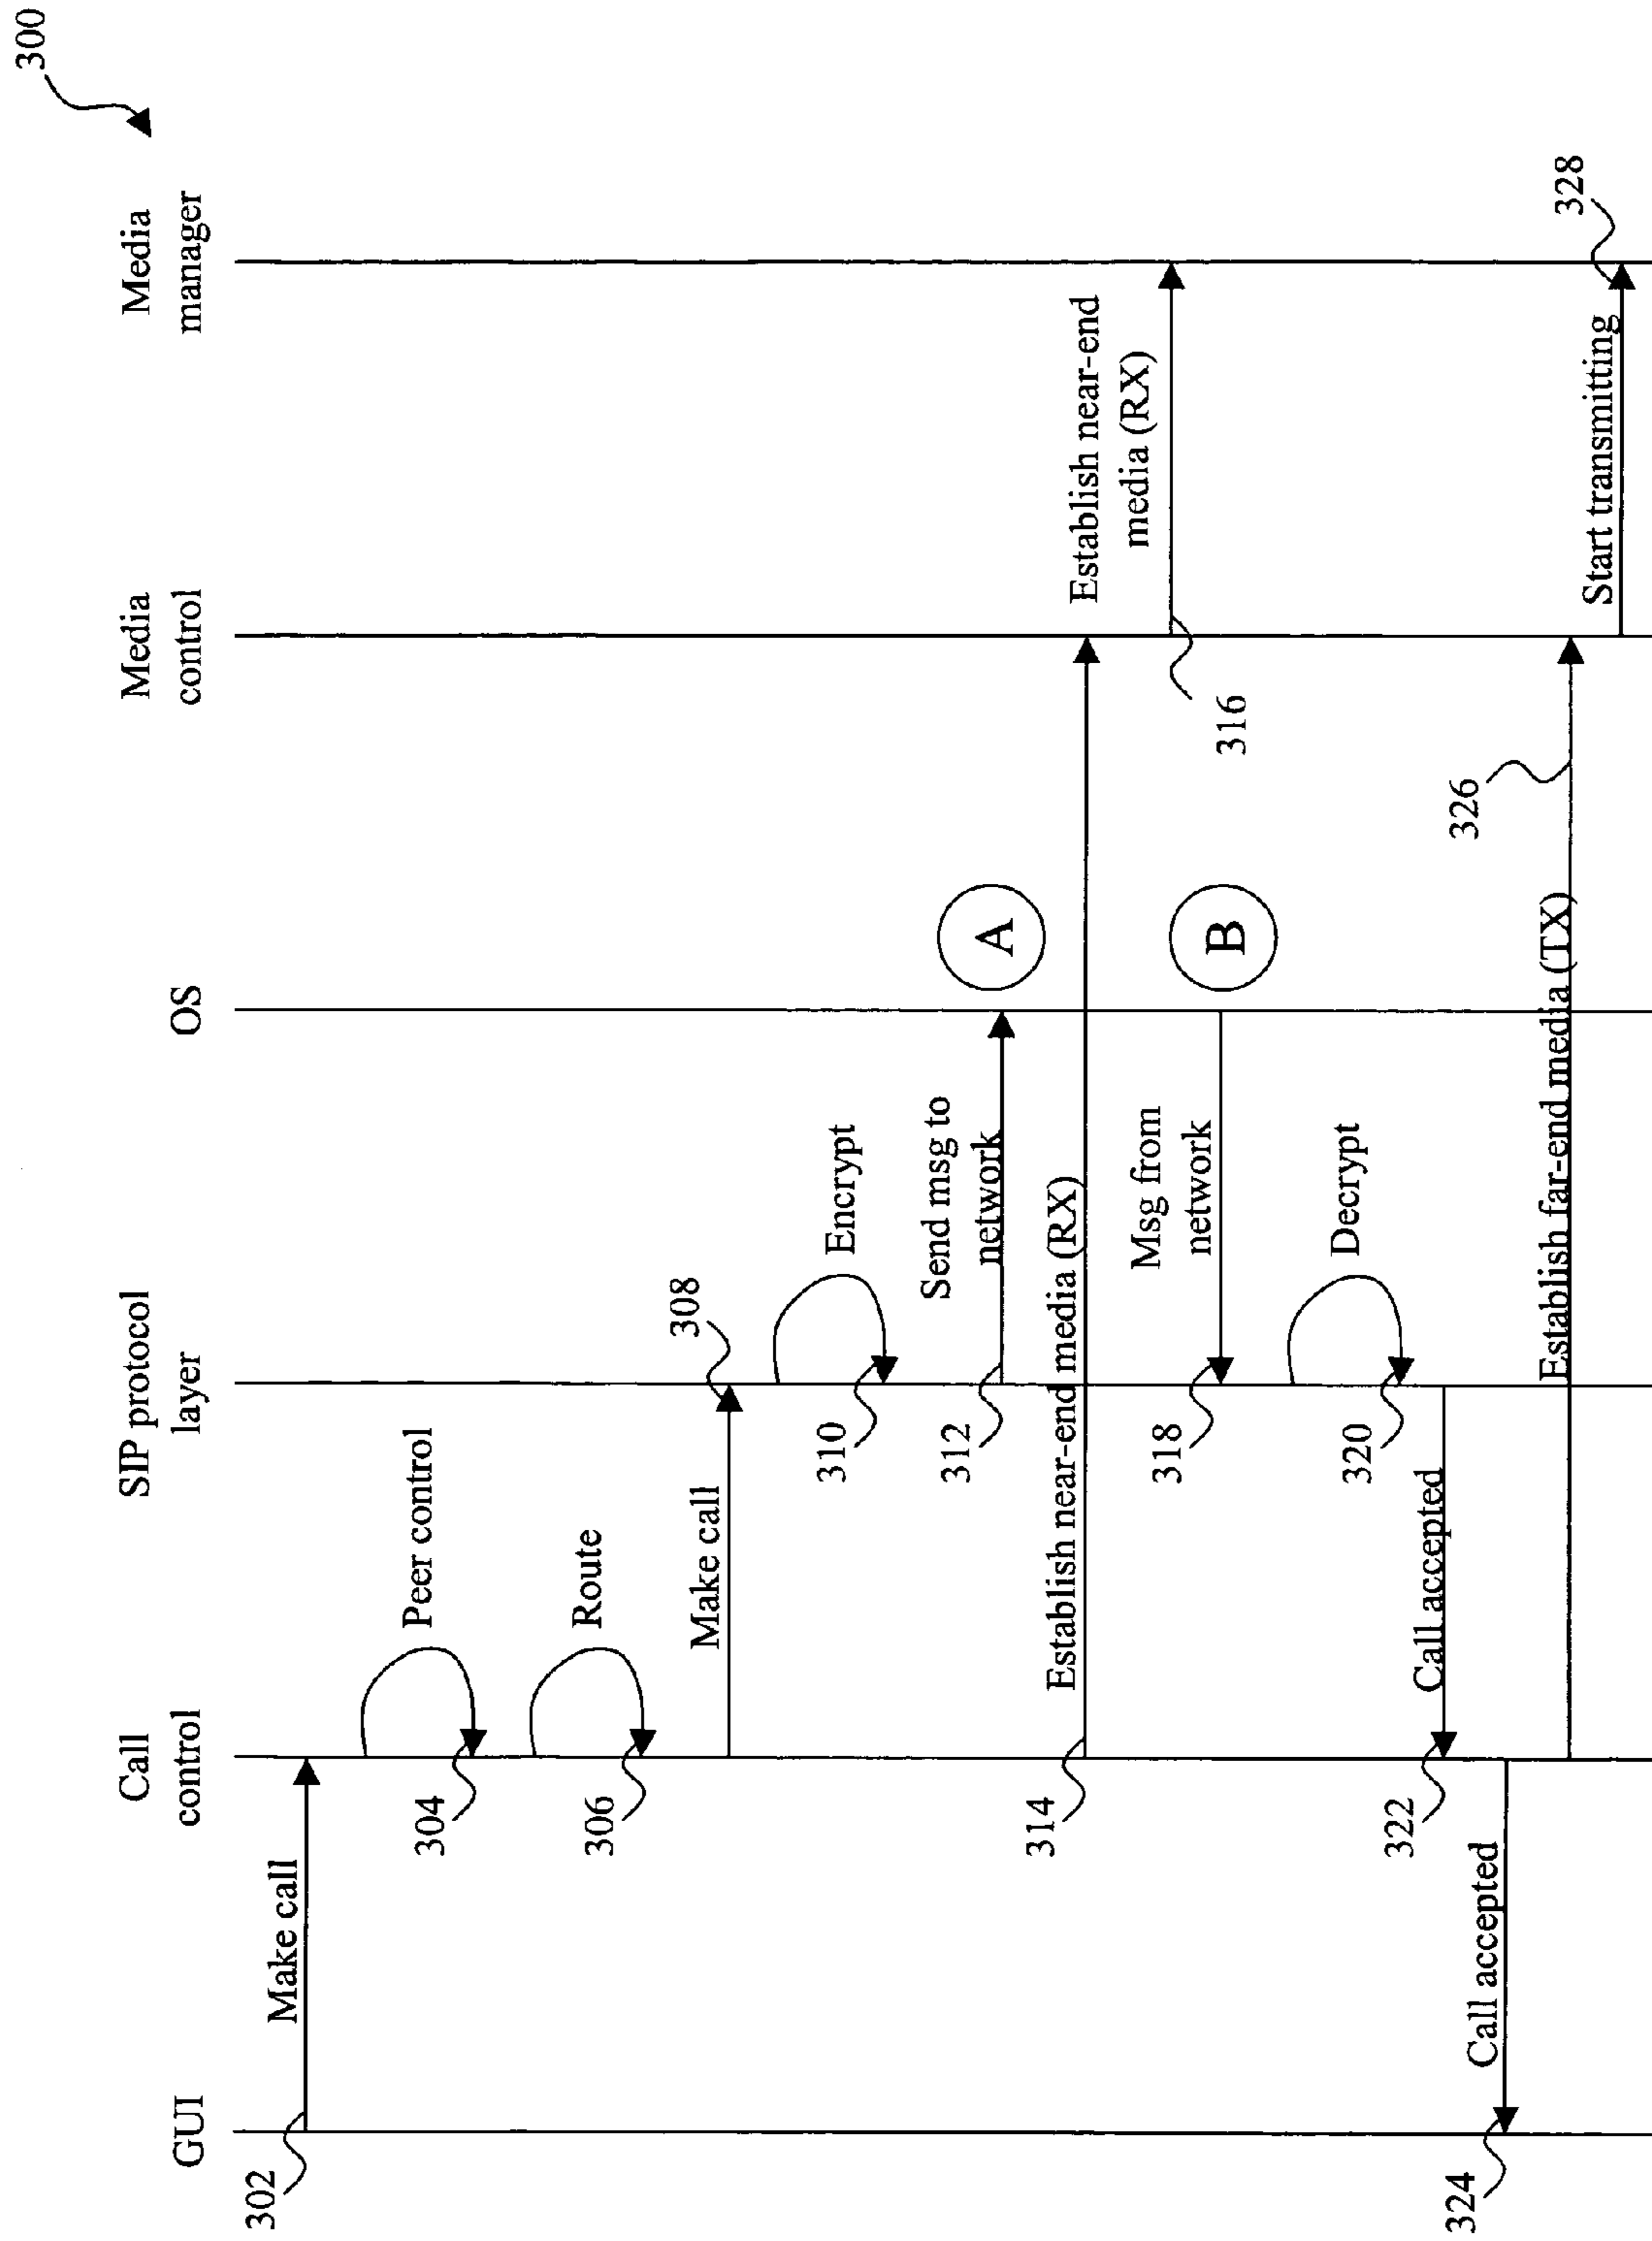 300
GUI
Call
control
SIP protocol
layer
OS
Media
control
Media
manager
302
Make call
Peer control
304
Route
306
Make call
308
Encrypt
310
Send msg to
network
312
A
Establish near-end media (RX)
314
Establish near-end
media (RX)
316
Msg from
network
318
B
Decrypt
320
Call accepted
322
Call accepted
324
Establish far-end media (TX)
326
Start transmitting
328